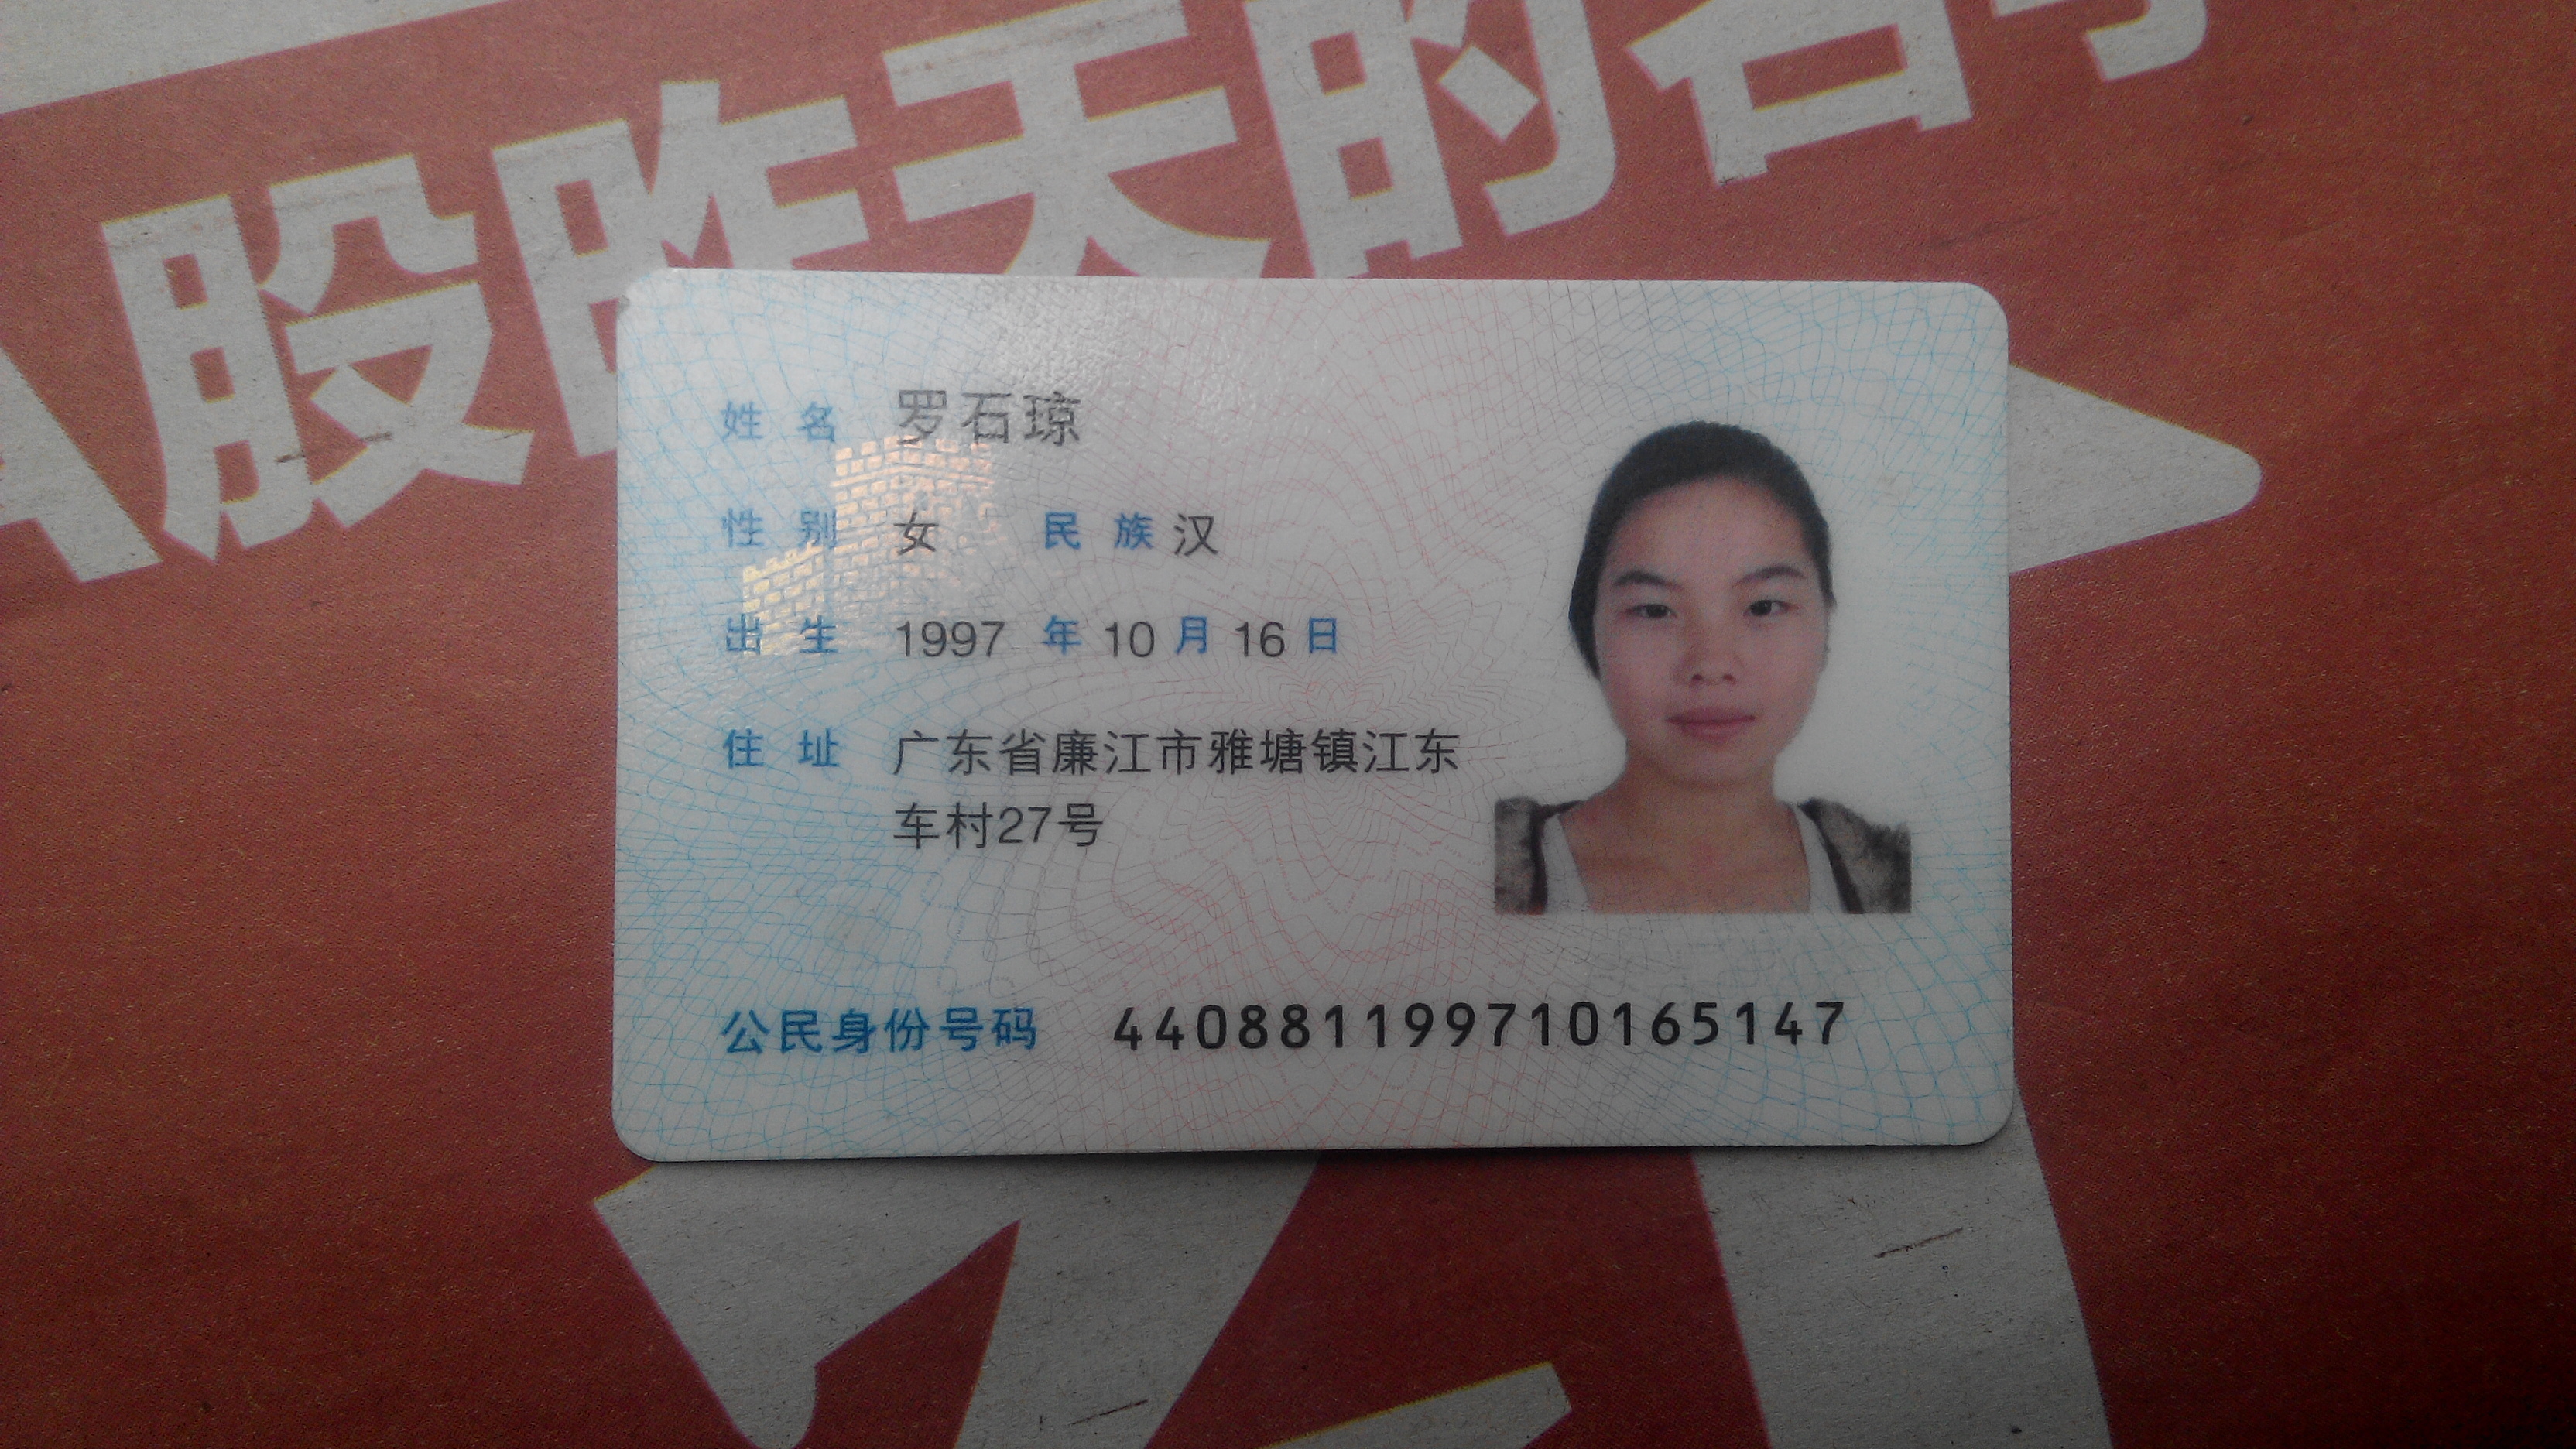 股昨天的
姓名 罗石琼
性别 女 民族 汉
出生 1997 年 10 月 16 日
住址 广东省廉江市雅塘镇江东
车村27号
公民身份号码 440881199710165147